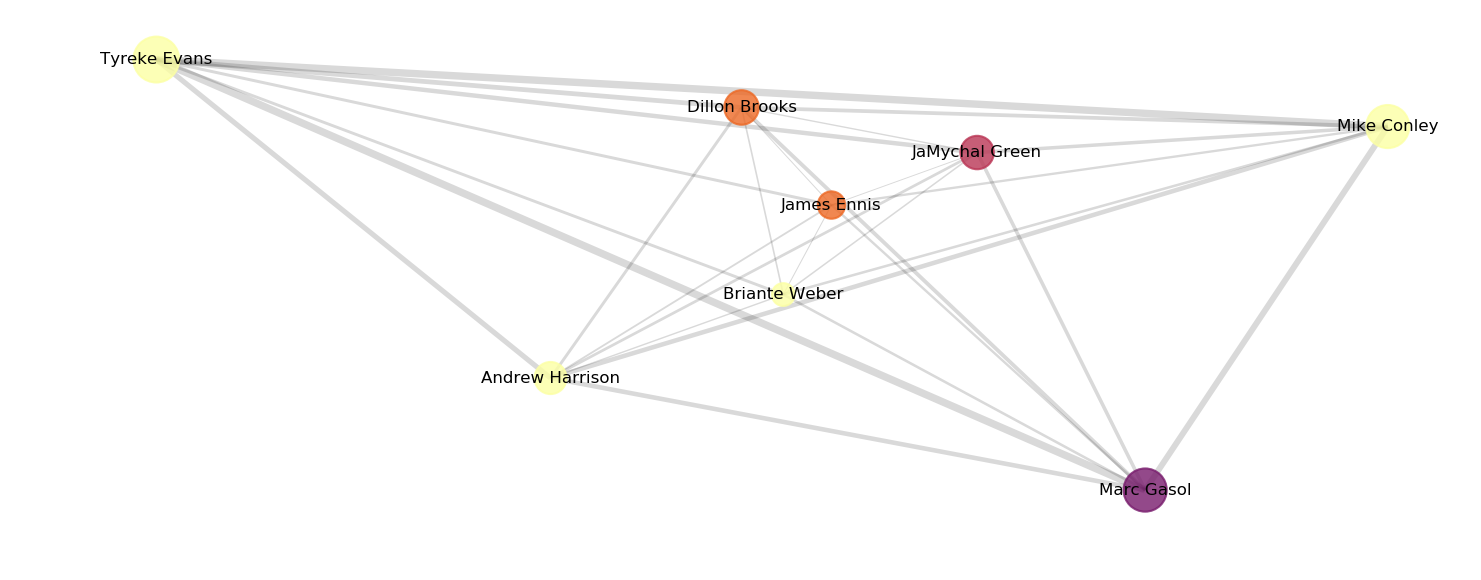 Tyreke Evans
Dillon Brooks
Mike Conley
JaMychal Green
James Ennis
Briante Weber
Andrew Harrison
Marc Gasol